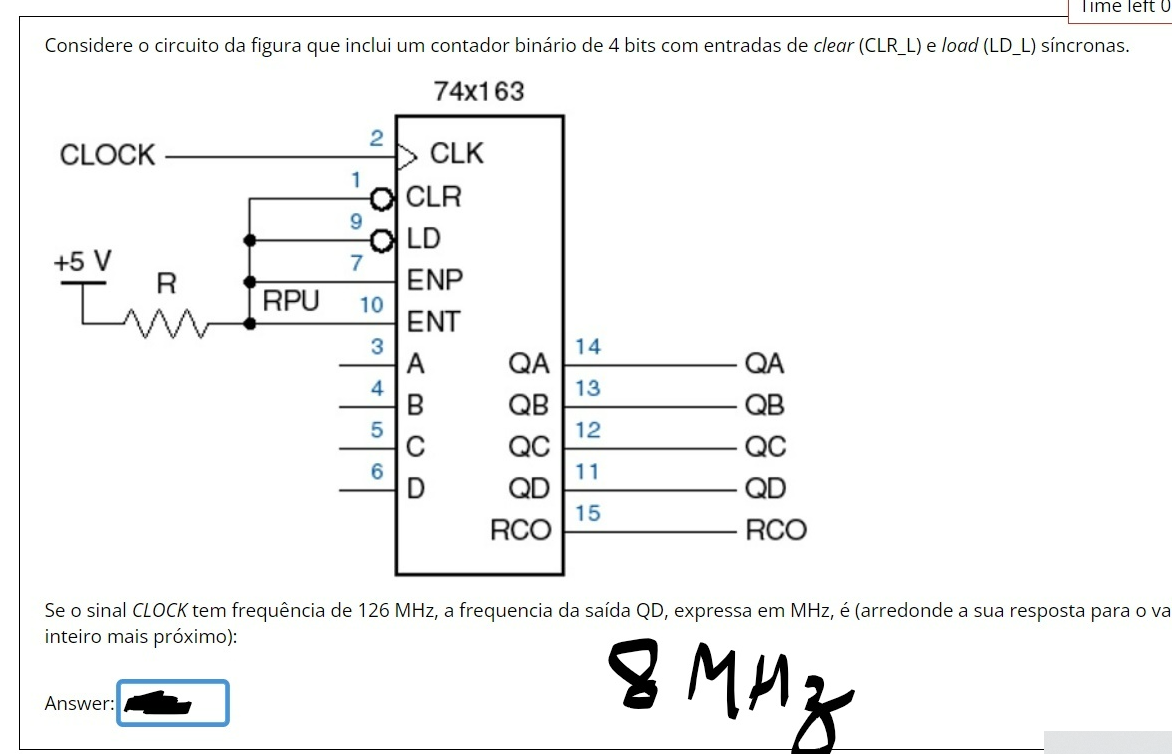 Time left 0
Considere o circuito da figura que inclui um contador binário de 4 bits com entradas de clear (CLR_L) e load (LD_L) síncronas.
74x163
CLOCK
2
CLK
1
CLR
9
LD
+5 V
R
7
ENP
RPU
10
ENT
3
A
QA
14
QA
4
B
QB
13
QB
5
C
QC
12
QC
6
D
QD
11
QD
RCO
15
RCO
Se o sinal CLOCK tem frequência de 126 MHz, a frequencia da saída QD, expressa em MHz, é (arredonde a sua resposta para o va
inteiro mais próximo):
8 MHz
Answer: